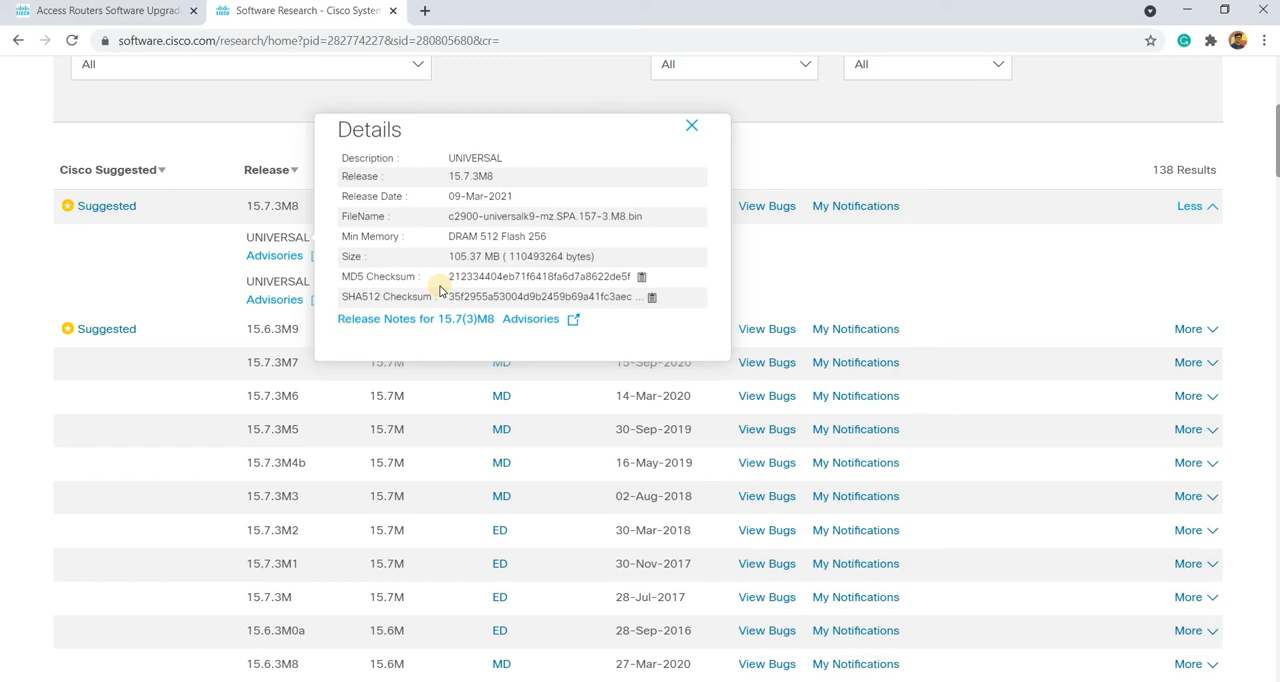 Access Routers Software Upgrad
Software Research - Cisco System
software.cisco.com/research/home?pid=282774227&sid=280805680&cr=
All All All
Details
Description : UNIVERSAL
Release : 15.7.3M8
Release Date : 09-Mar-2021
FileName : c2900-universalk9-mz.SPA.157-3.M8.bin
Min Memory : DRAM 512 Flash 256
Size : 105.37 MB ( 110493264 bytes)
MD5 Checksum : 212334404eb71f6418fa6d7a8622de5f
SHA512 Checksum : 35f2955a53004d9b2459b69a41fc3aec ...
Release Notes for 15.7(3)M8 Advisories
Cisco Suggested Release 138 Results
Suggested 15.7.3M8 View Bugs My Notifications Less
UNIVERSAL
Advisories
UNIVERSAL
Advisories
Suggested 15.6.3M9 View Bugs My Notifications More
15.7.3M7 15.7M MD 15-Sep-2020 View Bugs My Notifications More
15.7.3M6 15.7M MD 14-Mar-2020 View Bugs My Notifications More
15.7.3M5 15.7M MD 30-Sep-2019 View Bugs My Notifications More
15.7.3M4b 15.7M MD 16-May-2019 View Bugs My Notifications More
15.7.3M3 15.7M MD 02-Aug-2018 View Bugs My Notifications More
15.7.3M2 15.7M ED 30-Mar-2018 View Bugs My Notifications More
15.7.3M1 15.7M ED 30-Nov-2017 View Bugs My Notifications More
15.7.3M 15.7M ED 28-Jul-2017 View Bugs My Notifications More
15.6.3M0a 15.6M ED 28-Sep-2016 View Bugs My Notifications More
15.6.3M8 15.6M MD 27-Mar-2020 View Bugs My Notifications More